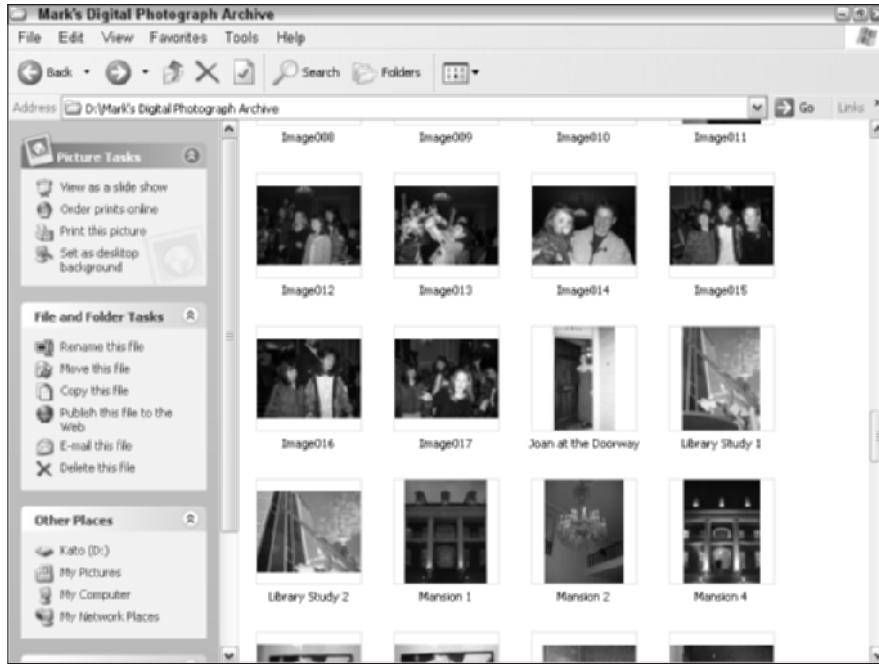 Mark's Digital Photograph Archive
File Edit View Favorites Tools Help
Back Search Folders
Address D:\Mark's Digital Photograph Archive Go Links
Picture Tasks
View as a slide show
Order prints online
Print this picture
Set as desktop
background
File and Folder Tasks
Rename this file
Move this file
Copy this file
Publish this file to the
Web
E-mail this file
Delete this file
Other Places
Kato (D:)
My Pictures
My Computer
My Network Places
Image008 Image009 Image010 Image011
Image012 Image013 Image014 Image015
Image016 Image017 Joan at the Doorway Library Study 1
Library Study 2 Mansion 1 Mansion 2 Mansion 4